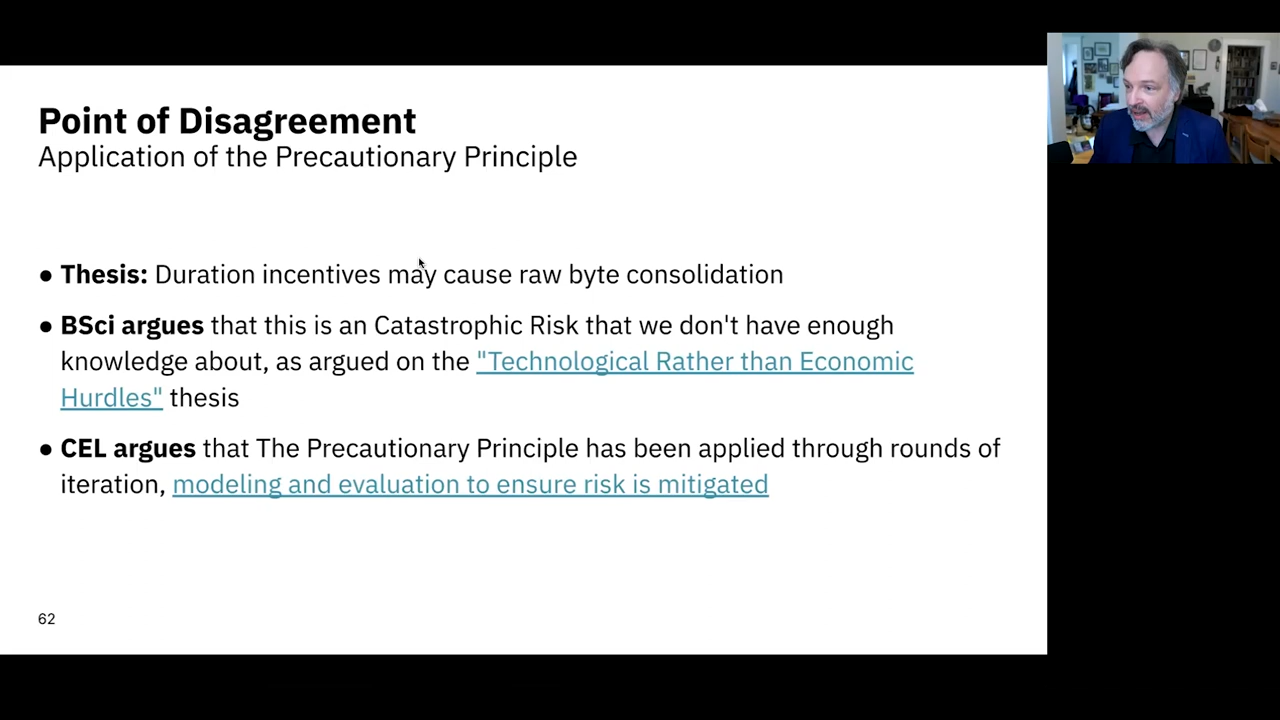 Point of Disagreement
Application of the Precautionary Principle
● Thesis: Duration incentives may cause raw byte consolidation
● BSci argues that this is an Catastrophic Risk that we don't have enough
knowledge about, as argued on the "Technological Rather than Economic
Hurdles" thesis
● CEL argues that The Precautionary Principle has been applied through rounds of
iteration, modeling and evaluation to ensure risk is mitigated
62